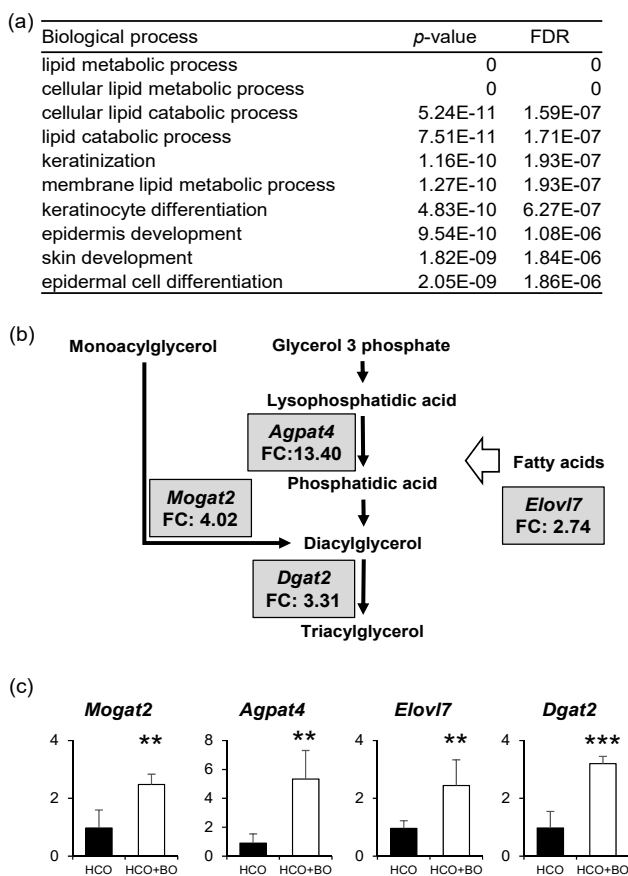 (a)
Biological process p-value FDR
lipid metabolic process 0 0
cellular lipid metabolic process 0 0
cellular lipid catabolic process 5.24E-11 1.59E-07
lipid catabolic process 7.51E-11 1.71E-07
keratinization 1.16E-10 1.93E-07
membrane lipid metabolic process 1.27E-10 1.93E-07
keratinocyte differentiation 4.83E-10 6.27E-07
epidermis development 9.54E-10 1.08E-06
skin development 1.82E-09 1.84E-06
epidermal cell differentiation 2.05E-09 1.86E-06
(b)
Monoacylglycerol Glycerol 3 phosphate
Lysophosphatidic acid
Agpat4
FC:13.40
Fatty acids
Phosphatidic acid
Mogat2
FC: 4.02
Elovl7
FC: 2.74
Diacylglycerol
Dgat2
FC: 3.31
Triacylglycerol
(c)
Mogat2 Agpat4 Elovl7 Dgat2
4 8 4 4
** ** ** ***
6
2 4 2 2
2
0 0 0 0
HCO HCO+BO HCO HCO+BO HCO HCO+BO HCO HCO+BO